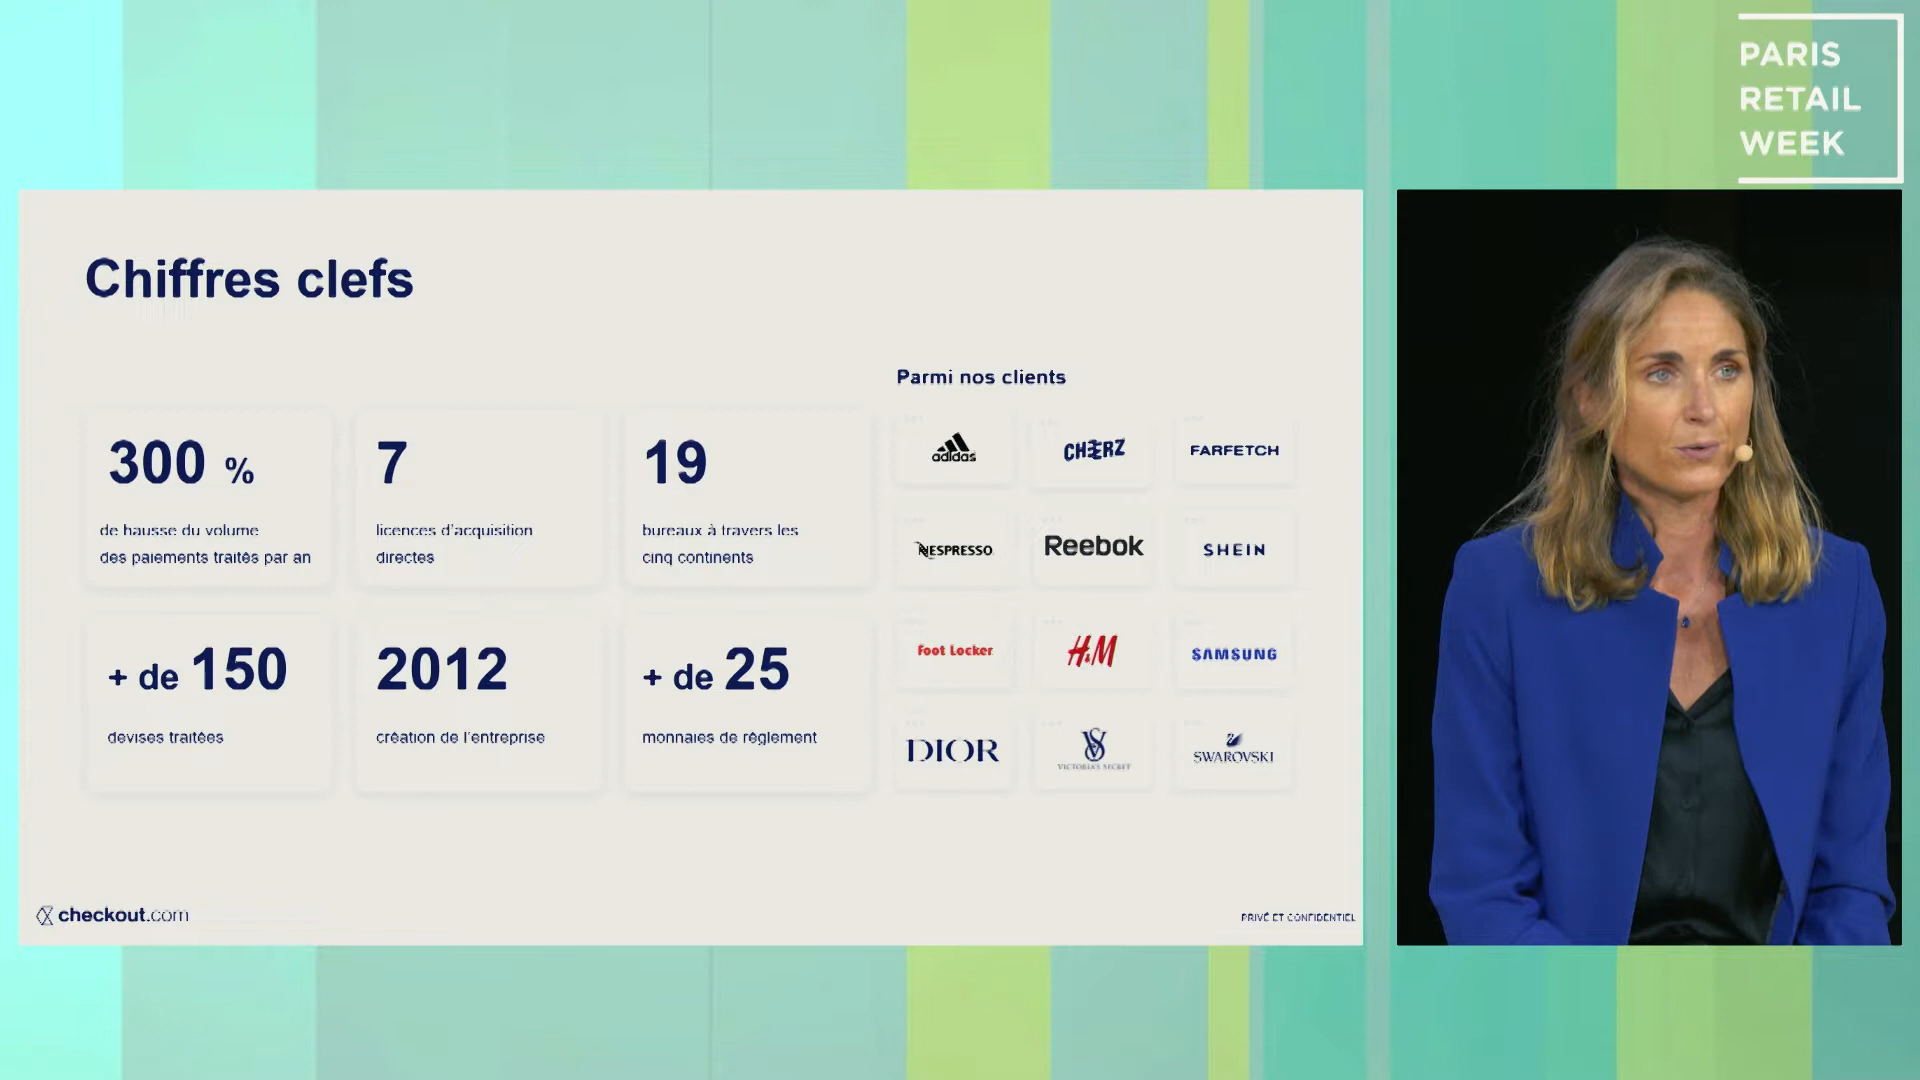 PARIS
RETAIL
WEEK
Chiffres clefs
Parmi nos clients
300 %
de hausse du volume
des paiements traités par an
7
licences d'acquisition
directes
19
bureaux à travers les
cinq continents
+ de 150
devises traitées
2012
création de l'entreprise
+ de 25
monnaies de règlement
adidas
CHEERZ
FARFETCH
NESPRESSO
Reebok
SHEIN
Foot Locker
H&M
SAMSUNG
DIOR
VS
VICTORIA'S SECRET
SWAROVSKI
checkout.com
PRIVÉ ET CONFIDENTIEL